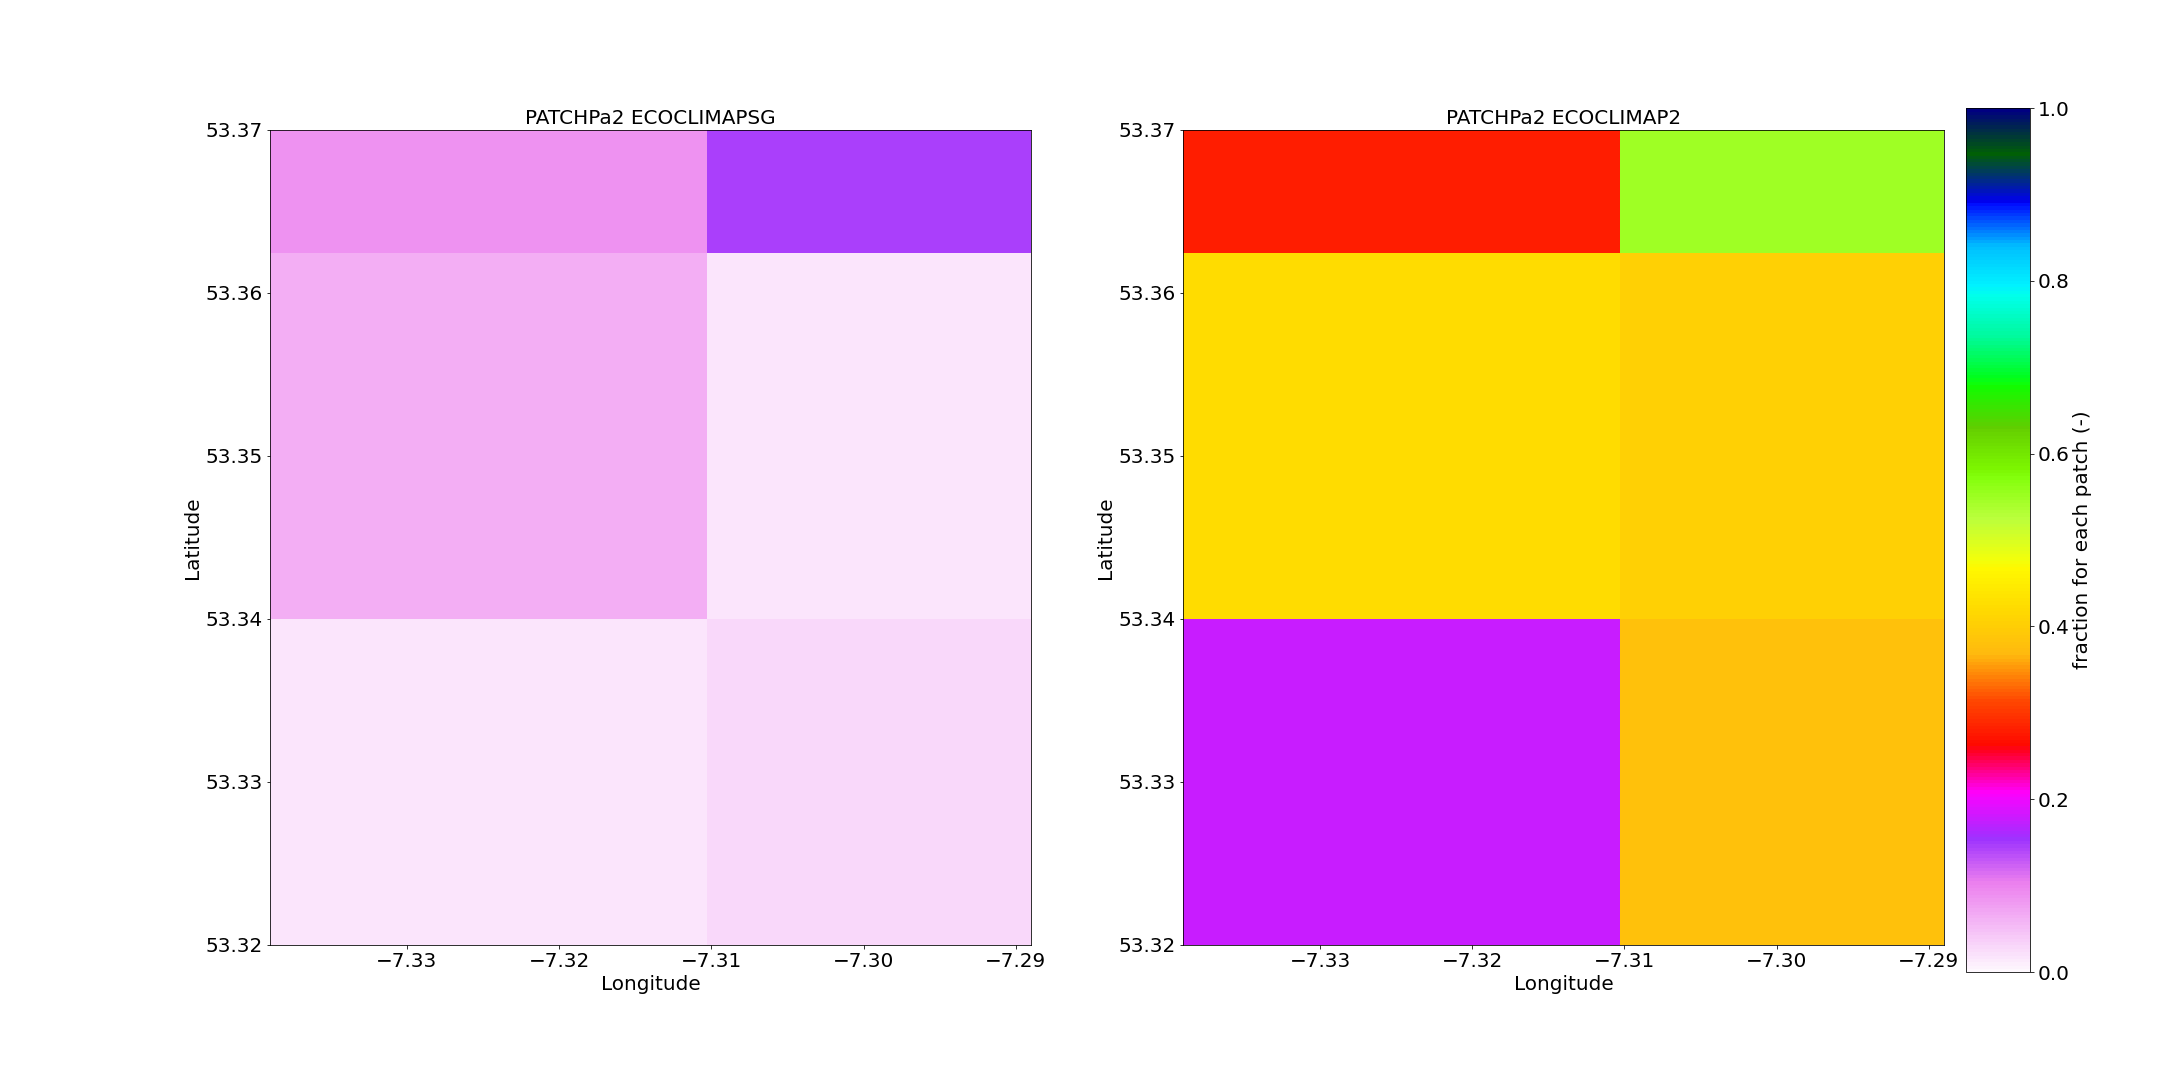 PATCHPa2 ECOCLIMAPSG
53.37
53.36
53.35
53.34
53.33
53.32
Latitude
−7.33 −7.32 −7.31 −7.30 −7.29
Longitude
PATCHPa2 ECOCLIMAP2
53.37
53.36
53.35
53.34
53.33
53.32
Latitude
−7.33 −7.32 −7.31 −7.30 −7.29
Longitude
1.0
0.8
0.6
0.4
0.2
0.0
fraction for each patch (-)